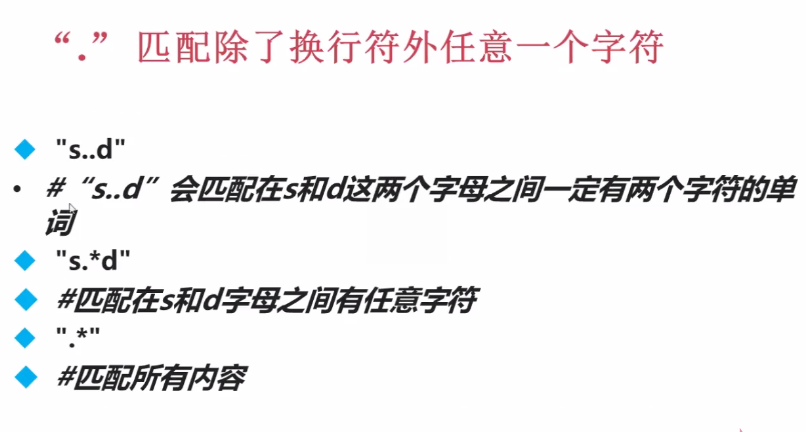 “.” 匹配除了换行符外任意一个字符
"s..d"
#“s..d”会匹配在s和d这两个字母之间一定有两个字符的单
词
"s.*d"
#匹配在s和d字母之间有任意字符
".*"
#匹配所有内容